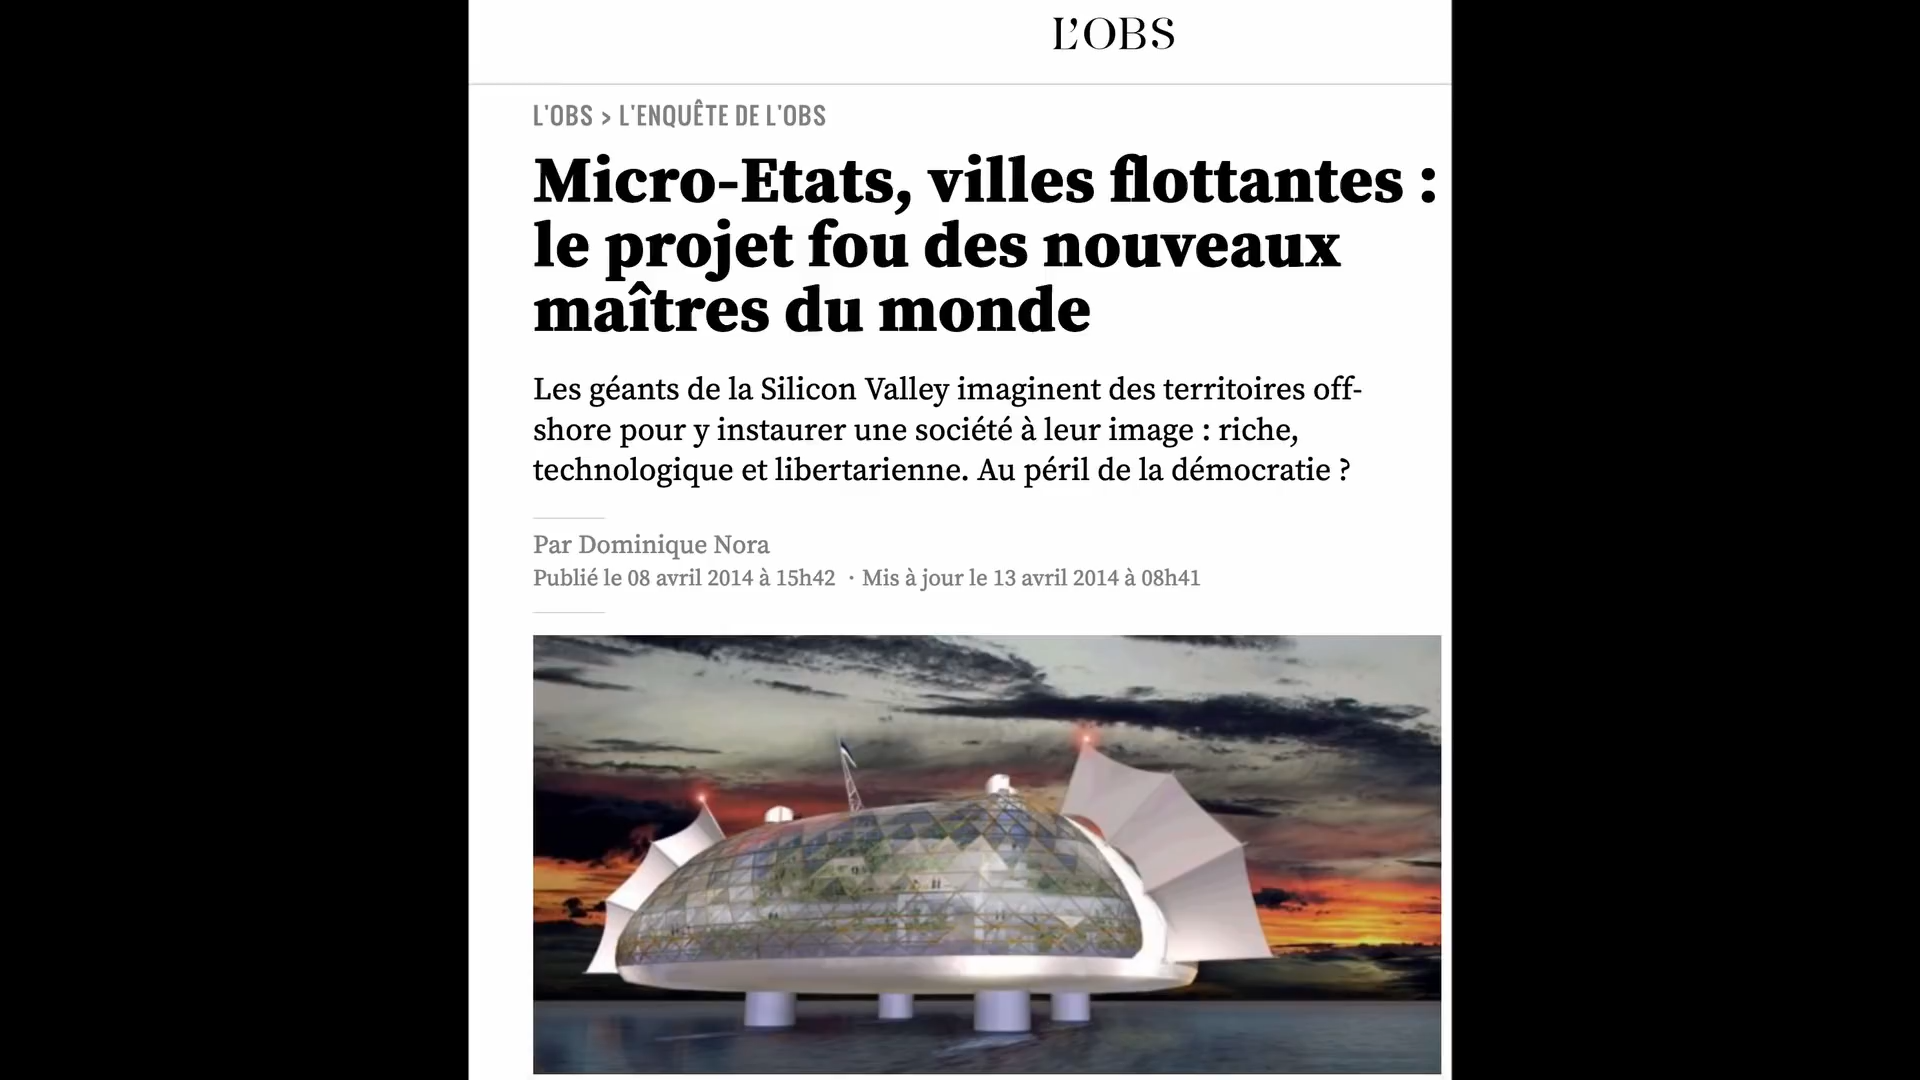 L'OBS
L'OBS > L'ENQUÊTE DE L'OBS
Micro-Etats, villes flottantes :
le projet fou des nouveaux
maîtres du monde
Les géants de la Silicon Valley imaginent des territoires off-
shore pour y instaurer une société à leur image : riche,
technologique et libertarienne. Au péril de la démocratie ?
Par Dominique Nora
Publié le 08 avril 2014 à 15h42 · Mis à jour le 13 avril 2014 à 08h41